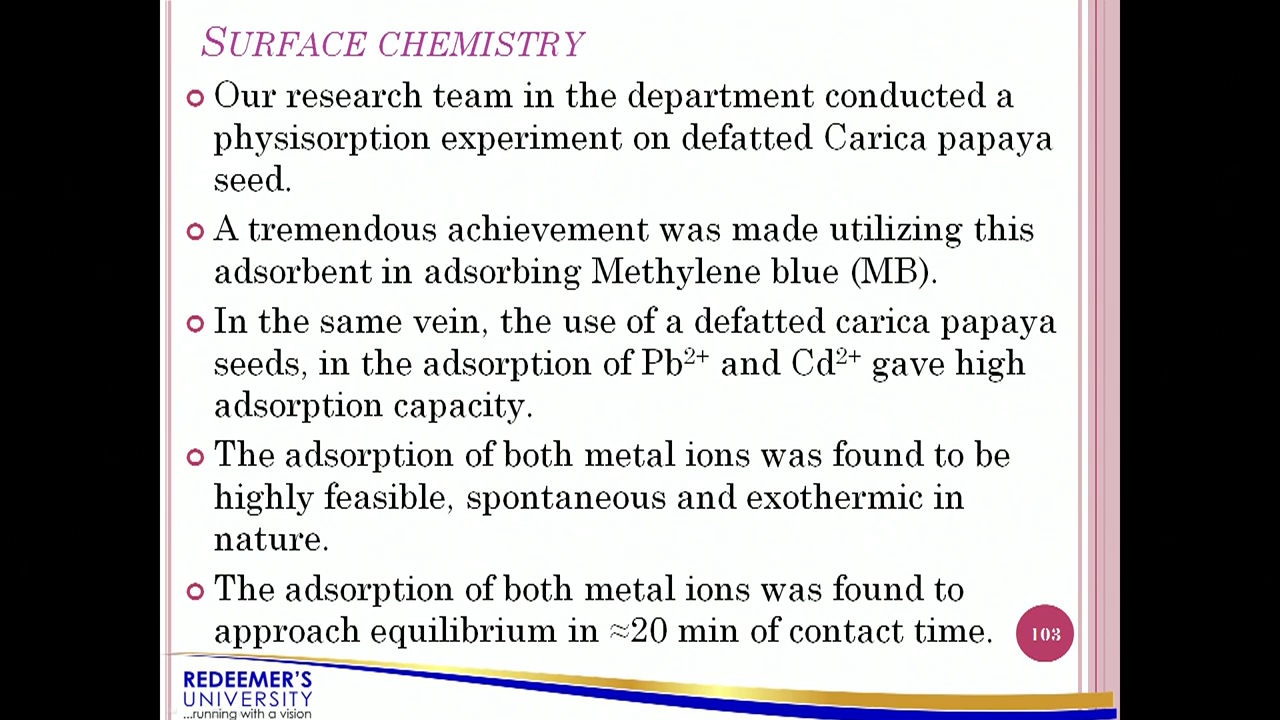 SURFACE CHEMISTRY
Our research team in the department conducted a
physisorption experiment on defatted Carica papaya
seed.
A tremendous achievement was made utilizing this
adsorbent in adsorbing Methylene blue (MB).
In the same vein, the use of a defatted carica papaya
seeds, in the adsorption of Pb²⁺ and Cd²⁺ gave high
adsorption capacity.
The adsorption of both metal ions was found to be
highly feasible, spontaneous and exothermic in
nature.
The adsorption of both metal ions was found to
approach equilibrium in ≈20 min of contact time.
103
REDEEMER'S
UNIVERSITY
...running with a vision